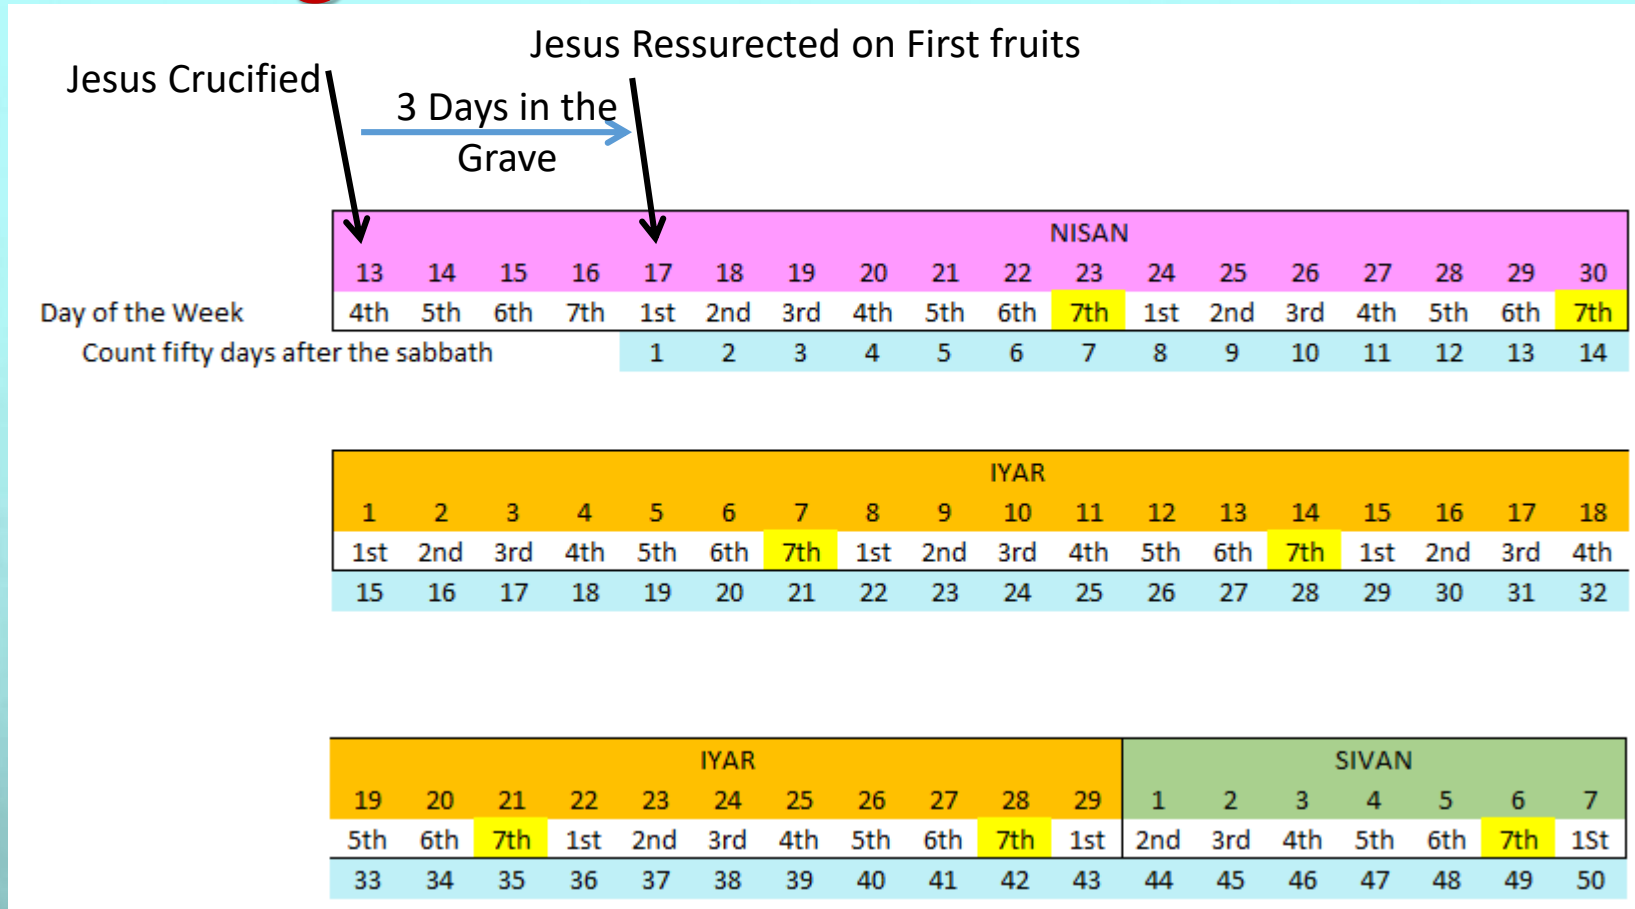 Jesus Ressurected on First fruits
Jesus Crucified
3 Days in the
Grave
NISAN
13 14 15 16 17 18 19 20 21 22 23 24 25 26 27 28 29 30
Day of the Week 4th 5th 6th 7th 1st 2nd 3rd 4th 5th 6th 7th 1st 2nd 3rd 4th 5th 6th 7th
Count fifty days after the sabbath 1 2 3 4 5 6 7 8 9 10 11 12 13 14
IYAR
1 2 3 4 5 6 7 8 9 10 11 12 13 14 15 16 17 18
1st 2nd 3rd 4th 5th 6th 7th 1st 2nd 3rd 4th 5th 6th 7th 1st 2nd 3rd 4th
15 16 17 18 19 20 21 22 23 24 25 26 27 28 29 30 31 32
IYAR SIVAN
19 20 21 22 23 24 25 26 27 28 29 1 2 3 4 5 6 7
5th 6th 7th 1st 2nd 3rd 4th 5th 6th 7th 1st 2nd 3rd 4th 5th 6th 7th 1St
33 34 35 36 37 38 39 40 41 42 43 44 45 46 47 48 49 50